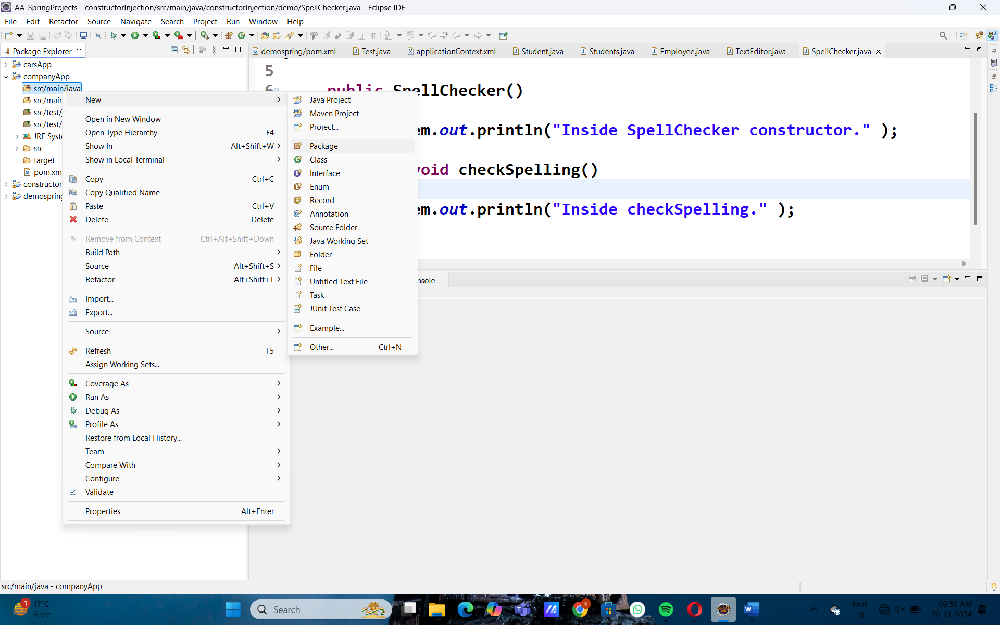 AA_SpringProjects - constructorInjection/src/main/java/constructorInjection/demo/SpellChecker.java - Eclipse IDE
File Edit Refactor Source Navigate Search Project Run Window Help
Package Explorer
demospring/pom.xml Test.java applicationContext.xml Student.java Students.java Employee.java TextEditor.java SpellChecker.java
carsApp
companyApp
src/main/java
src/main
src/test/
src/test/
JRE Syst
src
target
pom.xm
constructor
demospring
New
Open in New Window
Open Type Hierarchy F4
Show In Alt+Shift+W
Show in Local Terminal
Copy Ctrl+C
Copy Qualified Name
Paste Ctrl+V
Delete Delete
Remove from Context Ctrl+Alt+Shift+Down
Build Path
Source Alt+Shift+S
Refactor Alt+Shift+T
Import...
Export...
Source
Refresh F5
Assign Working Sets...
Coverage As
Run As
Debug As
Profile As
Restore from Local History...
Team
Compare With
Configure
Validate
Properties Alt+Enter
Java Project
Maven Project
Project...
Package
Class
Interface
Enum
Record
Annotation
Source Folder
Java Working Set
Folder
File
Untitled Text File
Task
JUnit Test Case
Example...
Other... Ctrl+N
5
6 public SpellChecker()
em.out.println("Inside SpellChecker constructor." );
void checkSpelling()
em.out.println("Inside checkSpelling." );
nsole
src/main/java - companyApp
1
17°C
Haze
Search
ENG
IN
09:56 AM
26-11-2024